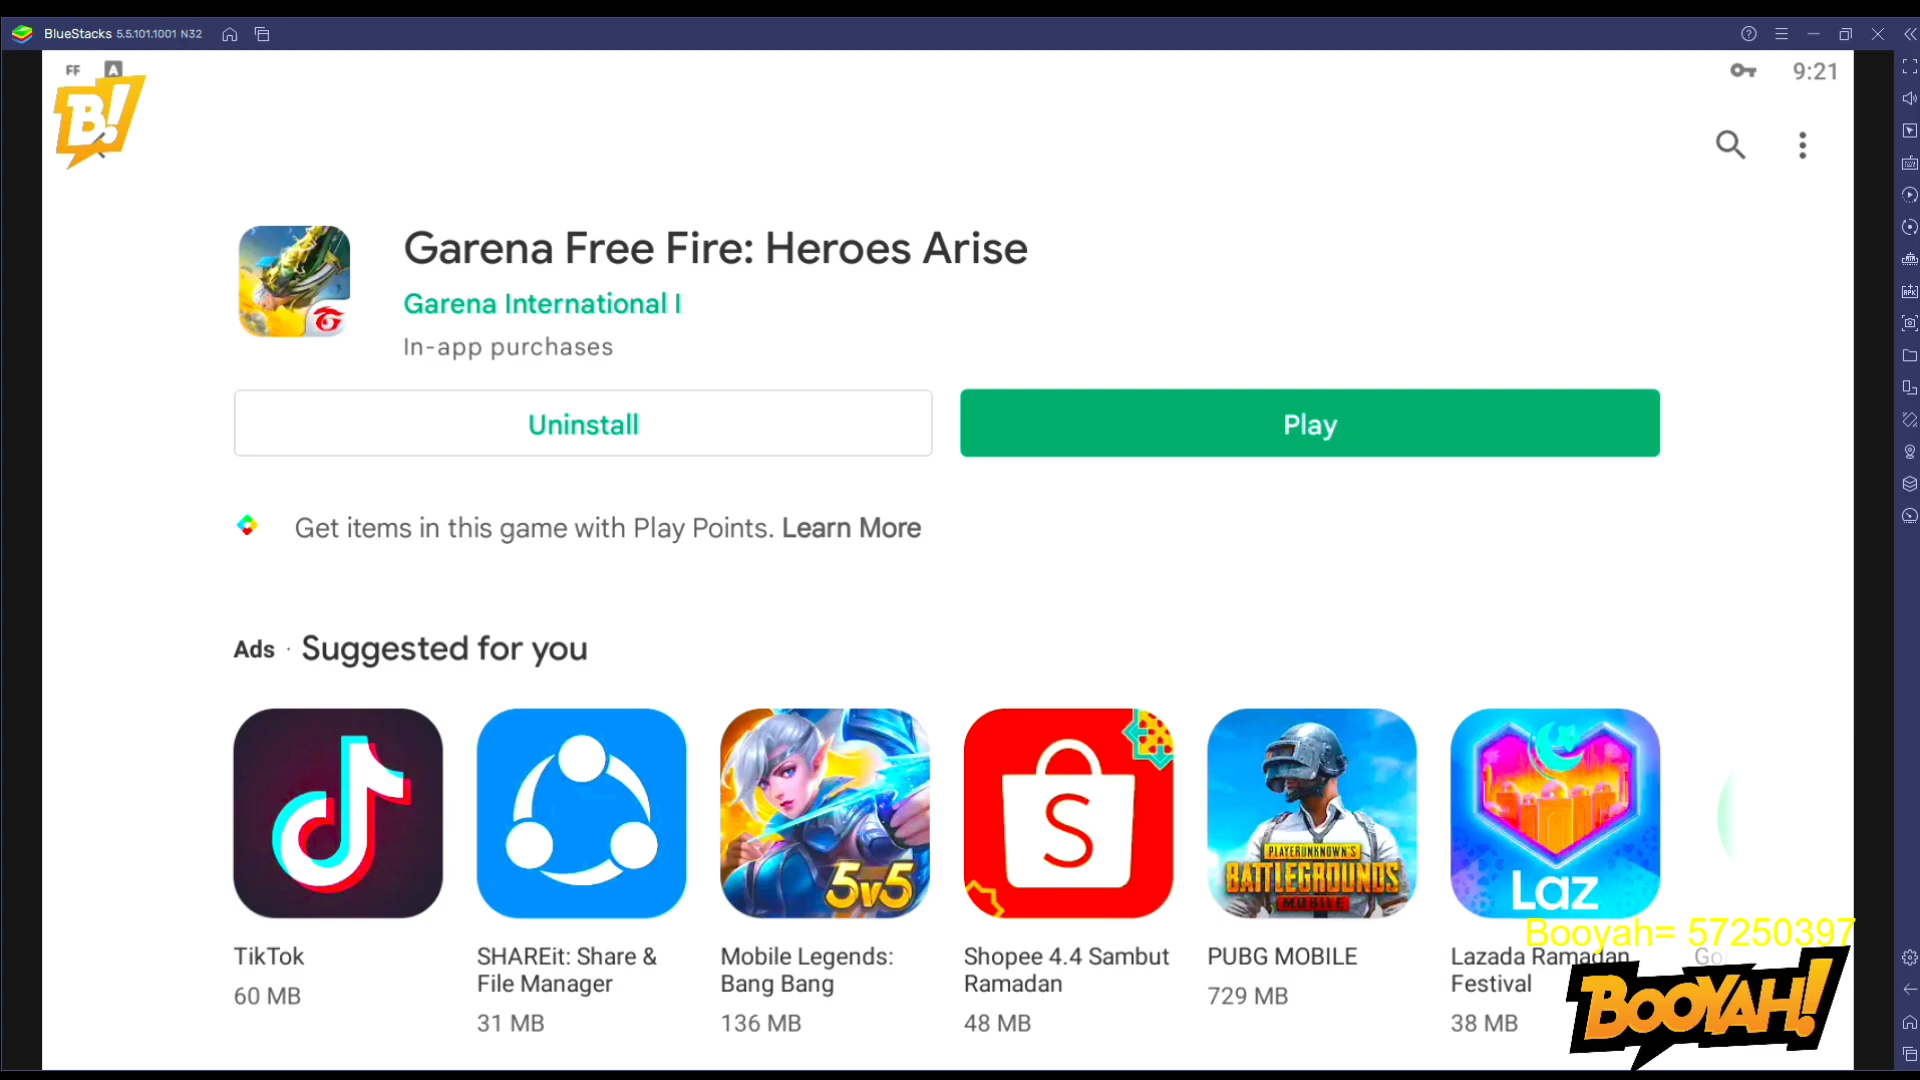 BlueStacks 5.5.101.1001 N32
FF A
9:21
B!
Garena Free Fire: Heroes Arise
Garena International I
In-app purchases
Uninstall
Play
Get items in this game with Play Points. Learn More
Ads · Suggested for you
5v5
S
PLAYERUNKNOWN'S
BATTLEGROUNDS
MOBILE
Laz
Booyah= 57250397
TikTok
60 MB
SHAREit: Share &
File Manager
31 MB
Mobile Legends:
Bang Bang
136 MB
Shopee 4.4 Sambut
Ramadan
48 MB
PUBG MOBILE
729 MB
Lazada Ramadan
Festival
38 MB
BOOYAH!